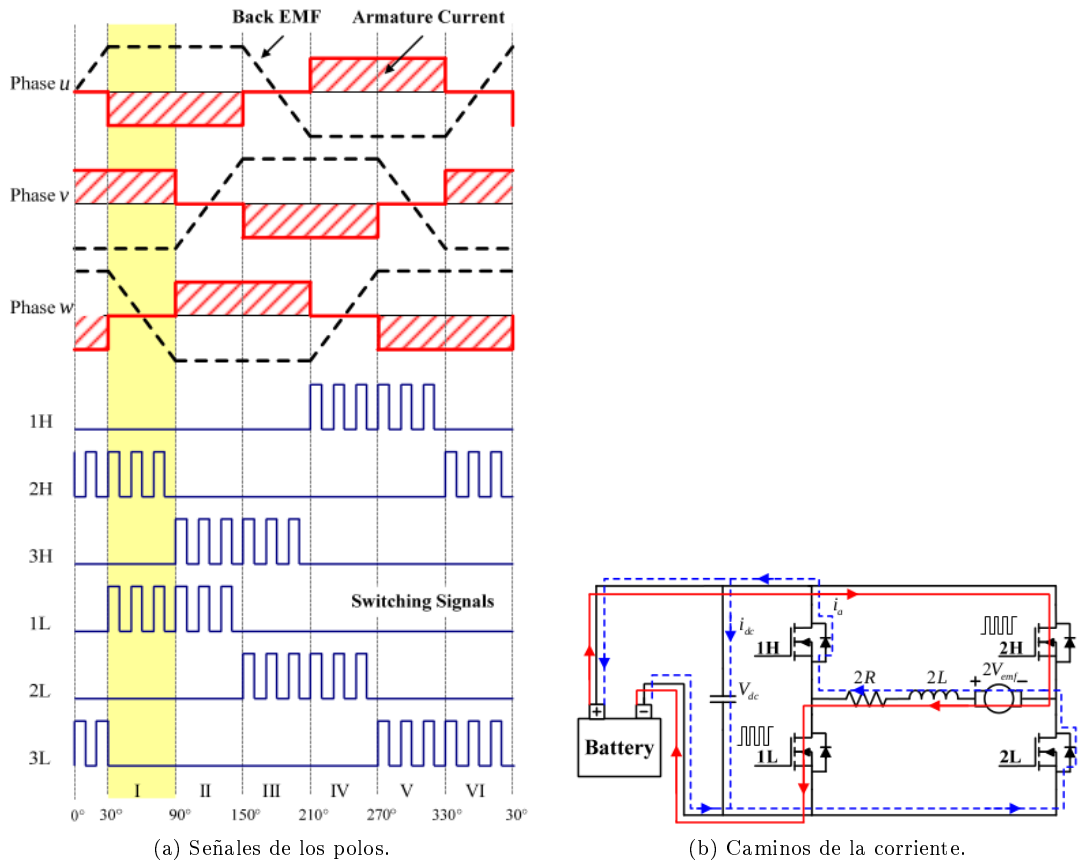 Back EMF
Armature Current
Phase u
Phase v
Phase w
1H
2H
3H
1L
Switching Signals
2L
3L
I II III IV V VI
0° 30° 90° 150° 210° 270° 330° 30°
(a) Señales de los polos.
i_a
i_dc
1H
2H
2R
2L
2V_emf
+
−
V_dc
+
−
Battery
1L
2L
(b) Caminos de la corriente.